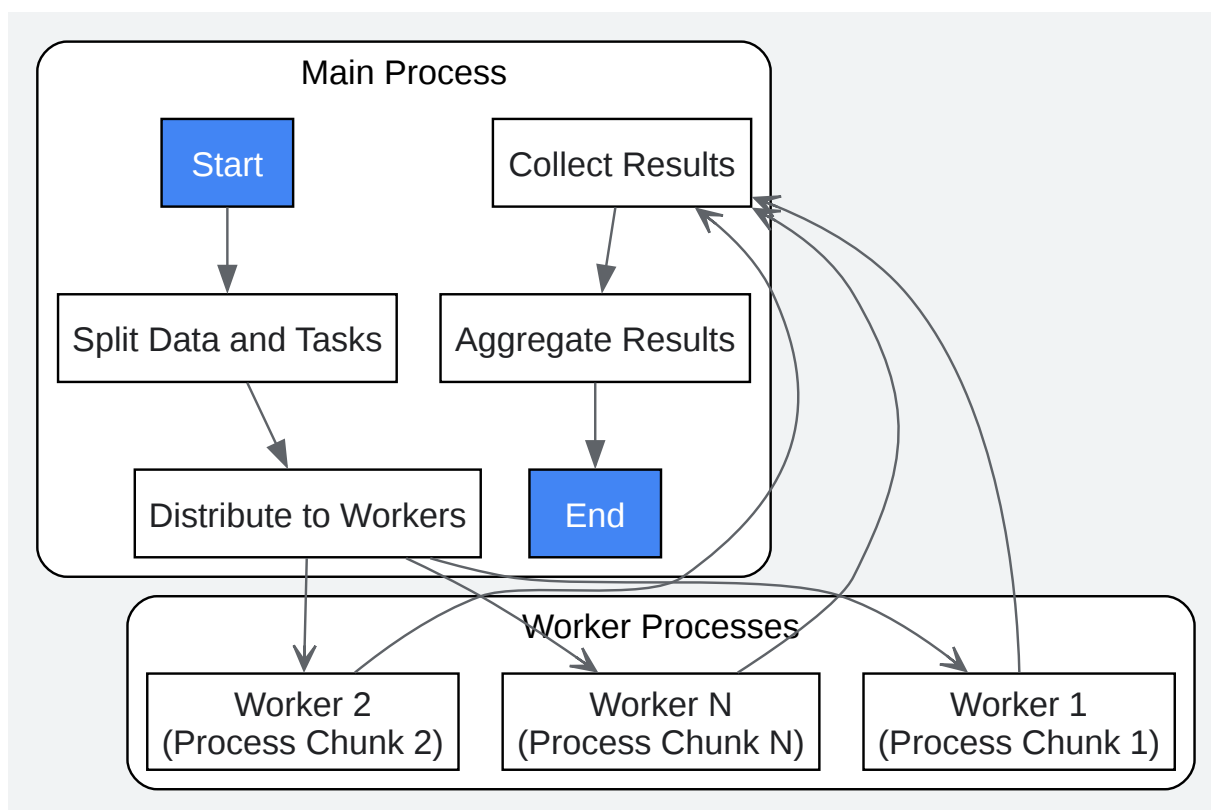 Main Process
Start
Collect Results
Split Data and Tasks
Aggregate Results
Distribute to Workers
End
Worker Processes
Worker 2
(Process Chunk 2)
Worker N
(Process Chunk N)
Worker 1
(Process Chunk 1)